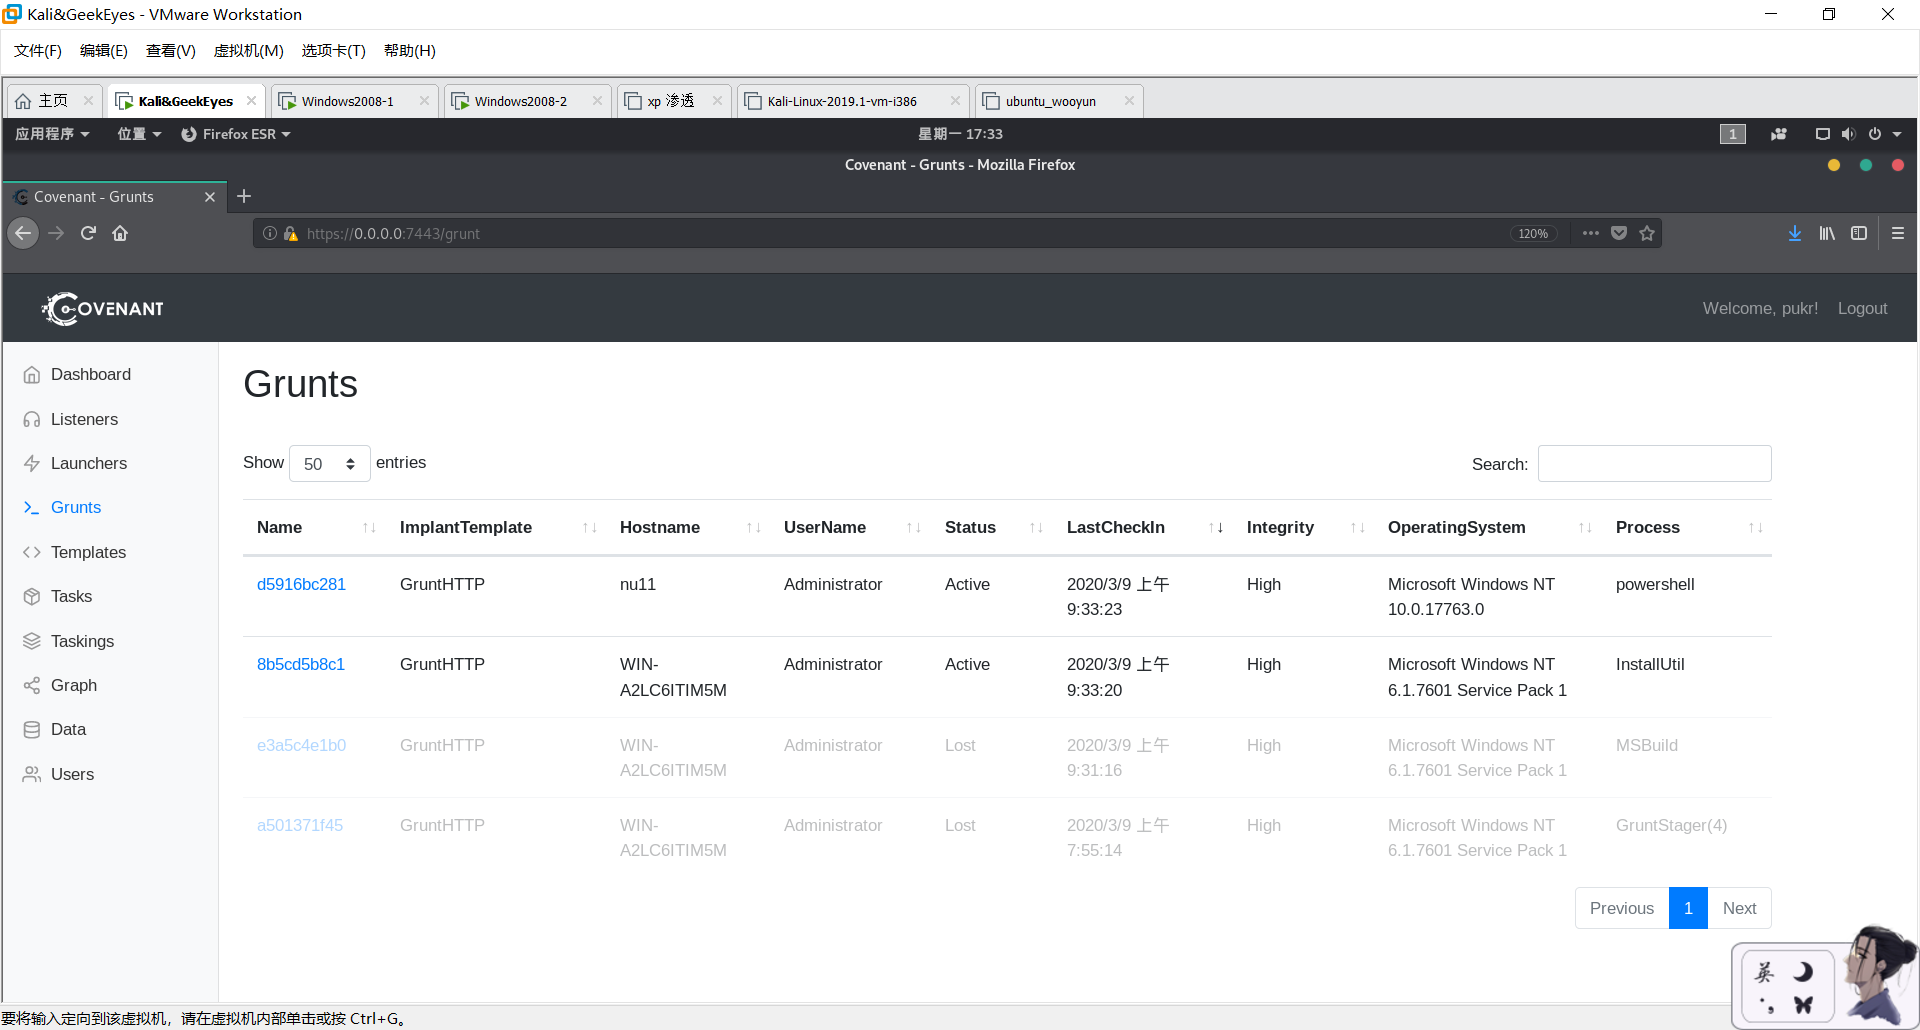 Kali&GeekEyes - VMware Workstation
文件(F) 编辑(E) 查看(V) 虚拟机(M) 选项卡(T) 帮助(H)
主页 Kali&GeekEyes Windows2008-1 Windows2008-2 xp 渗透 Kali-Linux-2019.1-vm-i386 ubuntu_wooyun
应用程序 位置 Firefox ESR 星期一 17:33 1
Covenant - Grunts - Mozilla Firefox
Covenant - Grunts
https://0.0.0.0:7443/grunt 120%
COVENANT Welcome, pukr! Logout
Dashboard
Listeners
Launchers
Grunts
Templates
Tasks
Taskings
Graph
Data
Users
Grunts
Show 50 entries Search:
Name ImplantTemplate Hostname UserName Status LastCheckIn Integrity OperatingSystem Process
d5916bc281 GruntHTTP nu11 Administrator Active 2020/3/9 上午 High Microsoft Windows NT powershell
9:33:23 10.0.17763.0
8b5cd5b8c1 GruntHTTP WIN- Administrator Active 2020/3/9 上午 High Microsoft Windows NT InstallUtil
A2LC6ITIM5M 9:33:20 6.1.7601 Service Pack 1
e3a5c4e1b0 GruntHTTP WIN- Administrator Lost 2020/3/9 上午 High Microsoft Windows NT MSBuild
A2LC6ITIM5M 9:31:16 6.1.7601 Service Pack 1
a501371f45 GruntHTTP WIN- Administrator Lost 2020/3/9 上午 High Microsoft Windows NT GruntStager(4)
A2LC6ITIM5M 7:55:14 6.1.7601 Service Pack 1
Previous 1 Next
英
要将输入定向到该虚拟机，请在虚拟机内部单击或按 Ctrl+G。